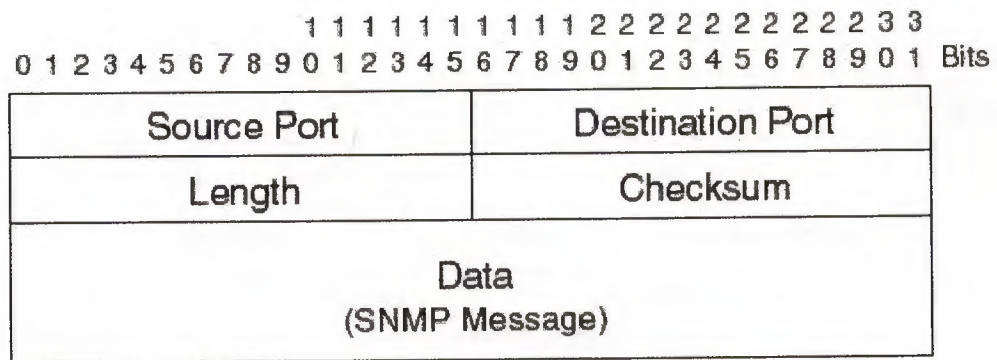 1 1 1 1 1 1 1 1 1 1 2 2 2 2 2 2 2 2 2 2 3 3
0 1 2 3 4 5 6 7 8 9 0 1 2 3 4 5 6 7 8 9 0 1 2 3 4 5 6 7 8 9 0 1 Bits
Source Port Destination Port
Length Checksum
Data
(SNMP Message)